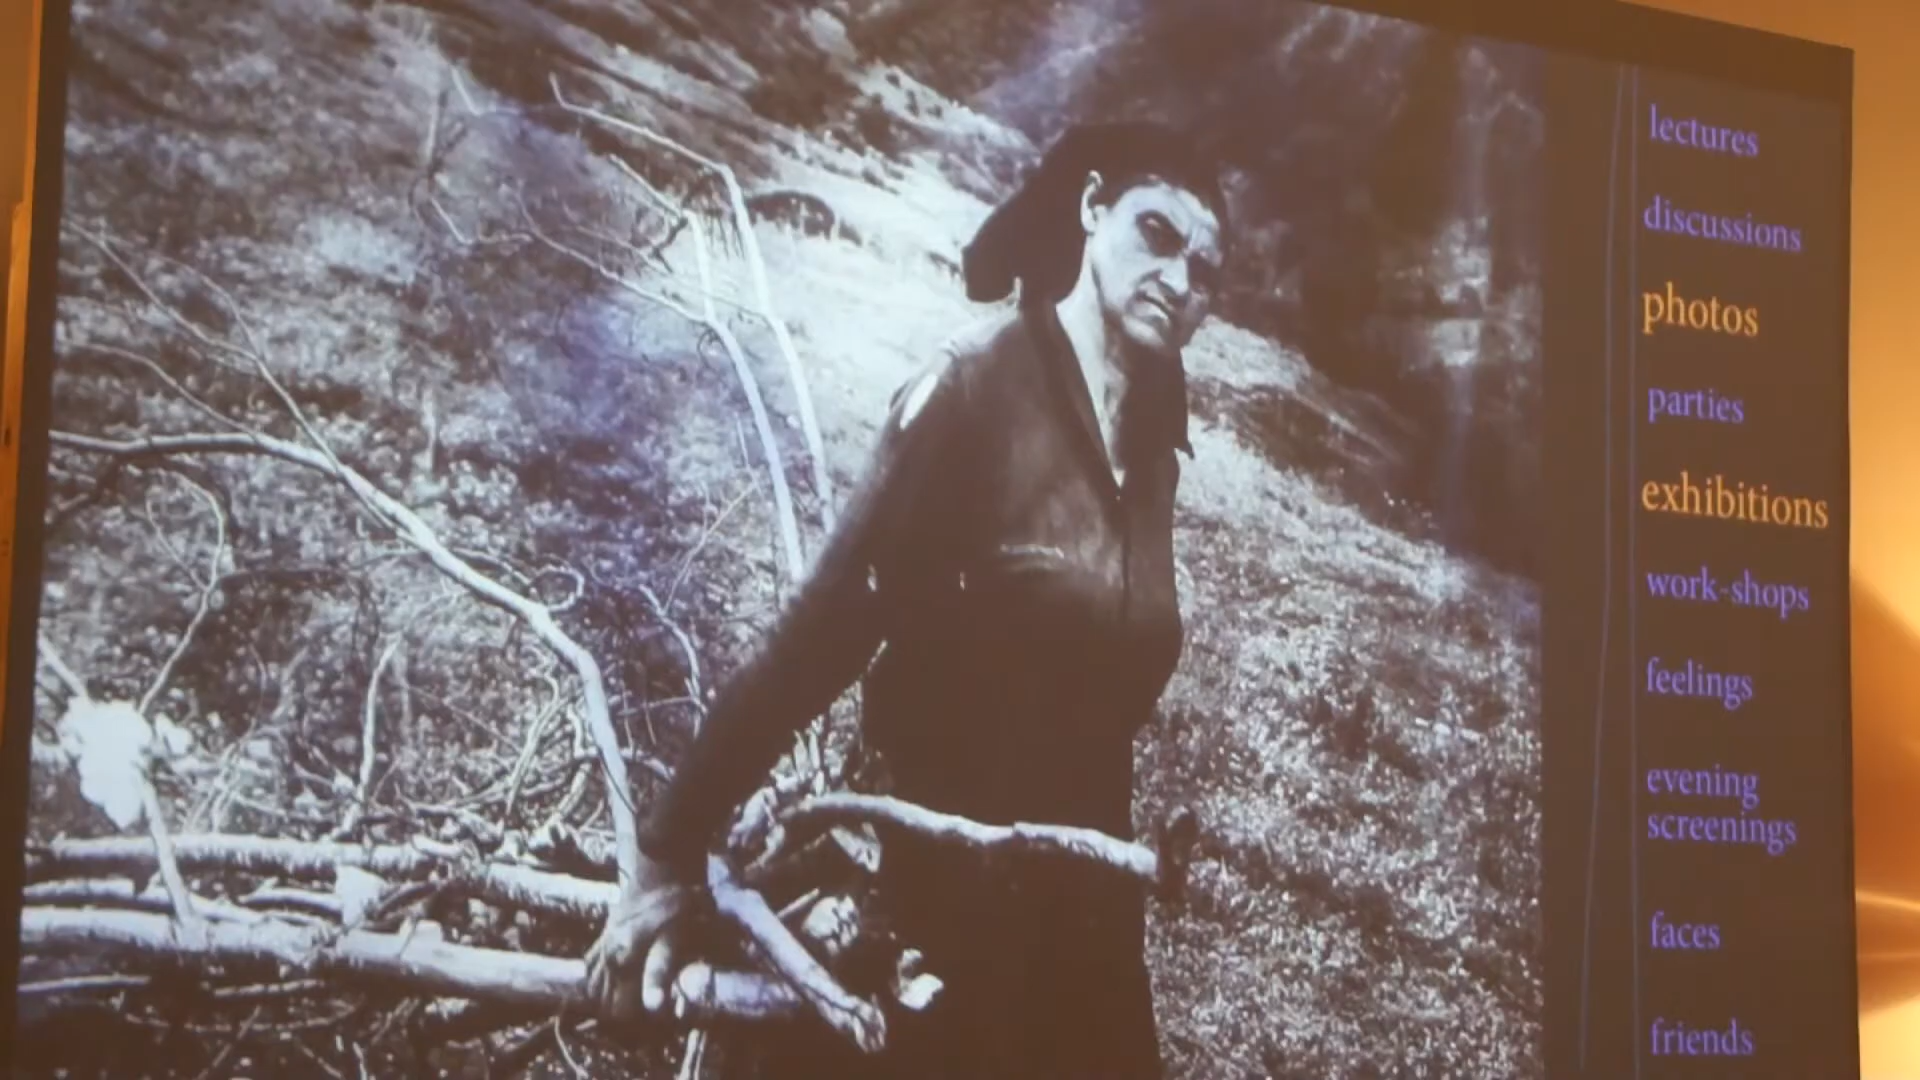 lectures
discussions
photos
parties
exhibitions
work-shops
feelings
evening
screenings
faces
friends